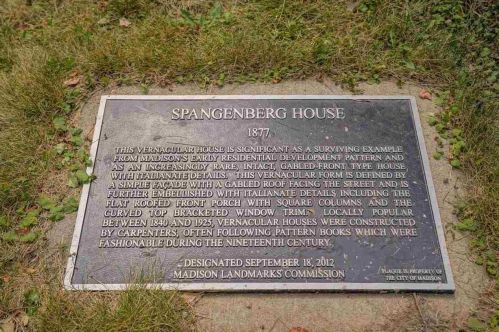 SPANGENBERG HOUSE
1877
THIS VERNACULAR HOUSE IS SIGNIFICANT AS A SURVIVING EXAMPLE
FROM MADISON'S EARLY RESIDENTIAL DEVELOPMENT PATTERN AND
AS AN INCREASINGLY RARE, INTACT, GABLED-FRONT TYPE HOUSE
WITH ITALIANATE DETAILS. THIS VERNACULAR FORM IS DEFINED BY
A SIMPLE FAÇADE WITH A GABLED ROOF FACING THE STREET AND IS
FURTHER EMBELLISHED WITH ITALIANATE DETAILS, INCLUDING THE
FLAT ROOFED FRONT PORCH WITH SQUARE COLUMNS AND THE
CURVED TOP BRACKETED WINDOW TRIM. LOCALLY POPULAR
BETWEEN 1840 AND 1925, VERNACULAR HOUSES WERE CONSTRUCTED
BY CARPENTERS, OFTEN FOLLOWING PATTERN BOOKS WHICH WERE
FASHIONABLE DURING THE NINETEENTH CENTURY.
DESIGNATED SEPTEMBER 18, 2012
MADISON LANDMARKS COMMISSION
PLAQUE IS PROPERTY OF
THE CITY OF MADISON